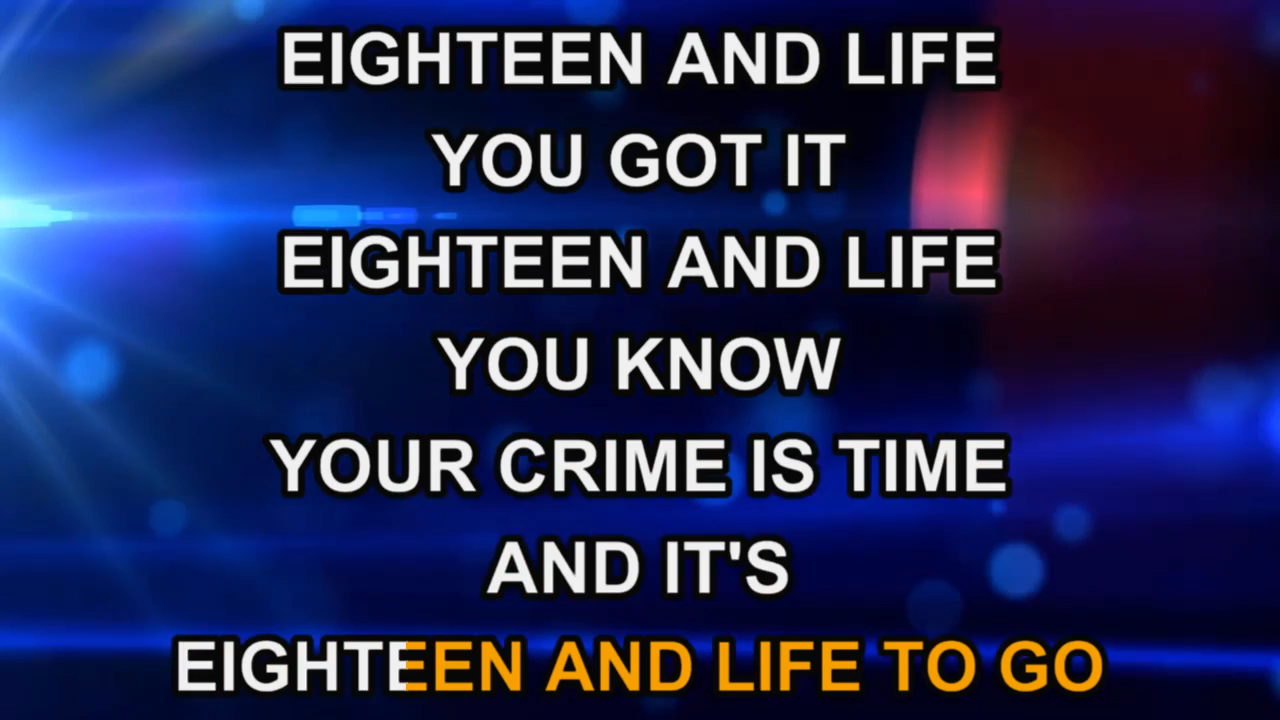 EIGHTEEN AND LIFE
YOU GOT IT
EIGHTEEN AND LIFE
YOU KNOW
YOUR CRIME IS TIME
AND IT'S
EIGHTEEN AND LIFE TO GO